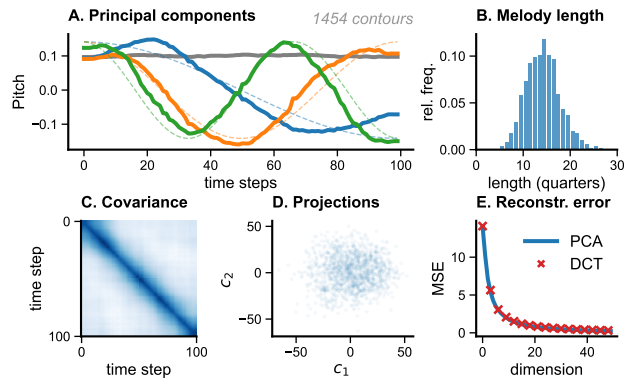 A. Principal components
1454 contours
0.1
0.0
−0.1
Pitch
0 20 40 60 80 100
time steps
B. Melody length
0.10
0.05
0.00
rel. freq.
0 10 20 30
length (quarters)
C. Covariance
0
100
time step
0 100
time step
D. Projections
50
0
−50
c2
−50 0 50
c1
E. Reconstr. error
10
5
0
MSE
PCA
DCT
0 20 40
dimension